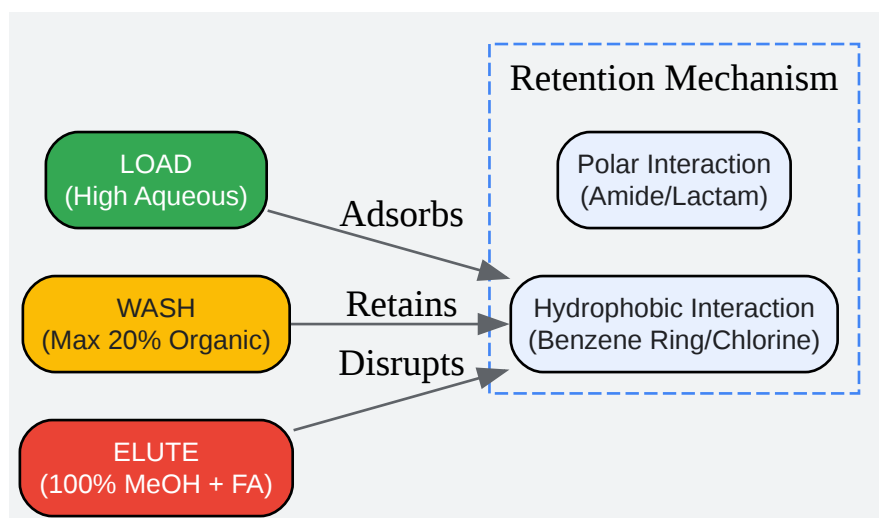 Retention Mechanism
LOAD
(High Aqueous)
Polar Interaction
(Amide/Lactam)
Adsorbs
WASH
(Max 20% Organic)
Retains
Hydrophobic Interaction
(Benzene Ring/Chlorine)
Disrupts
ELUTE
(100% MeOH + FA)